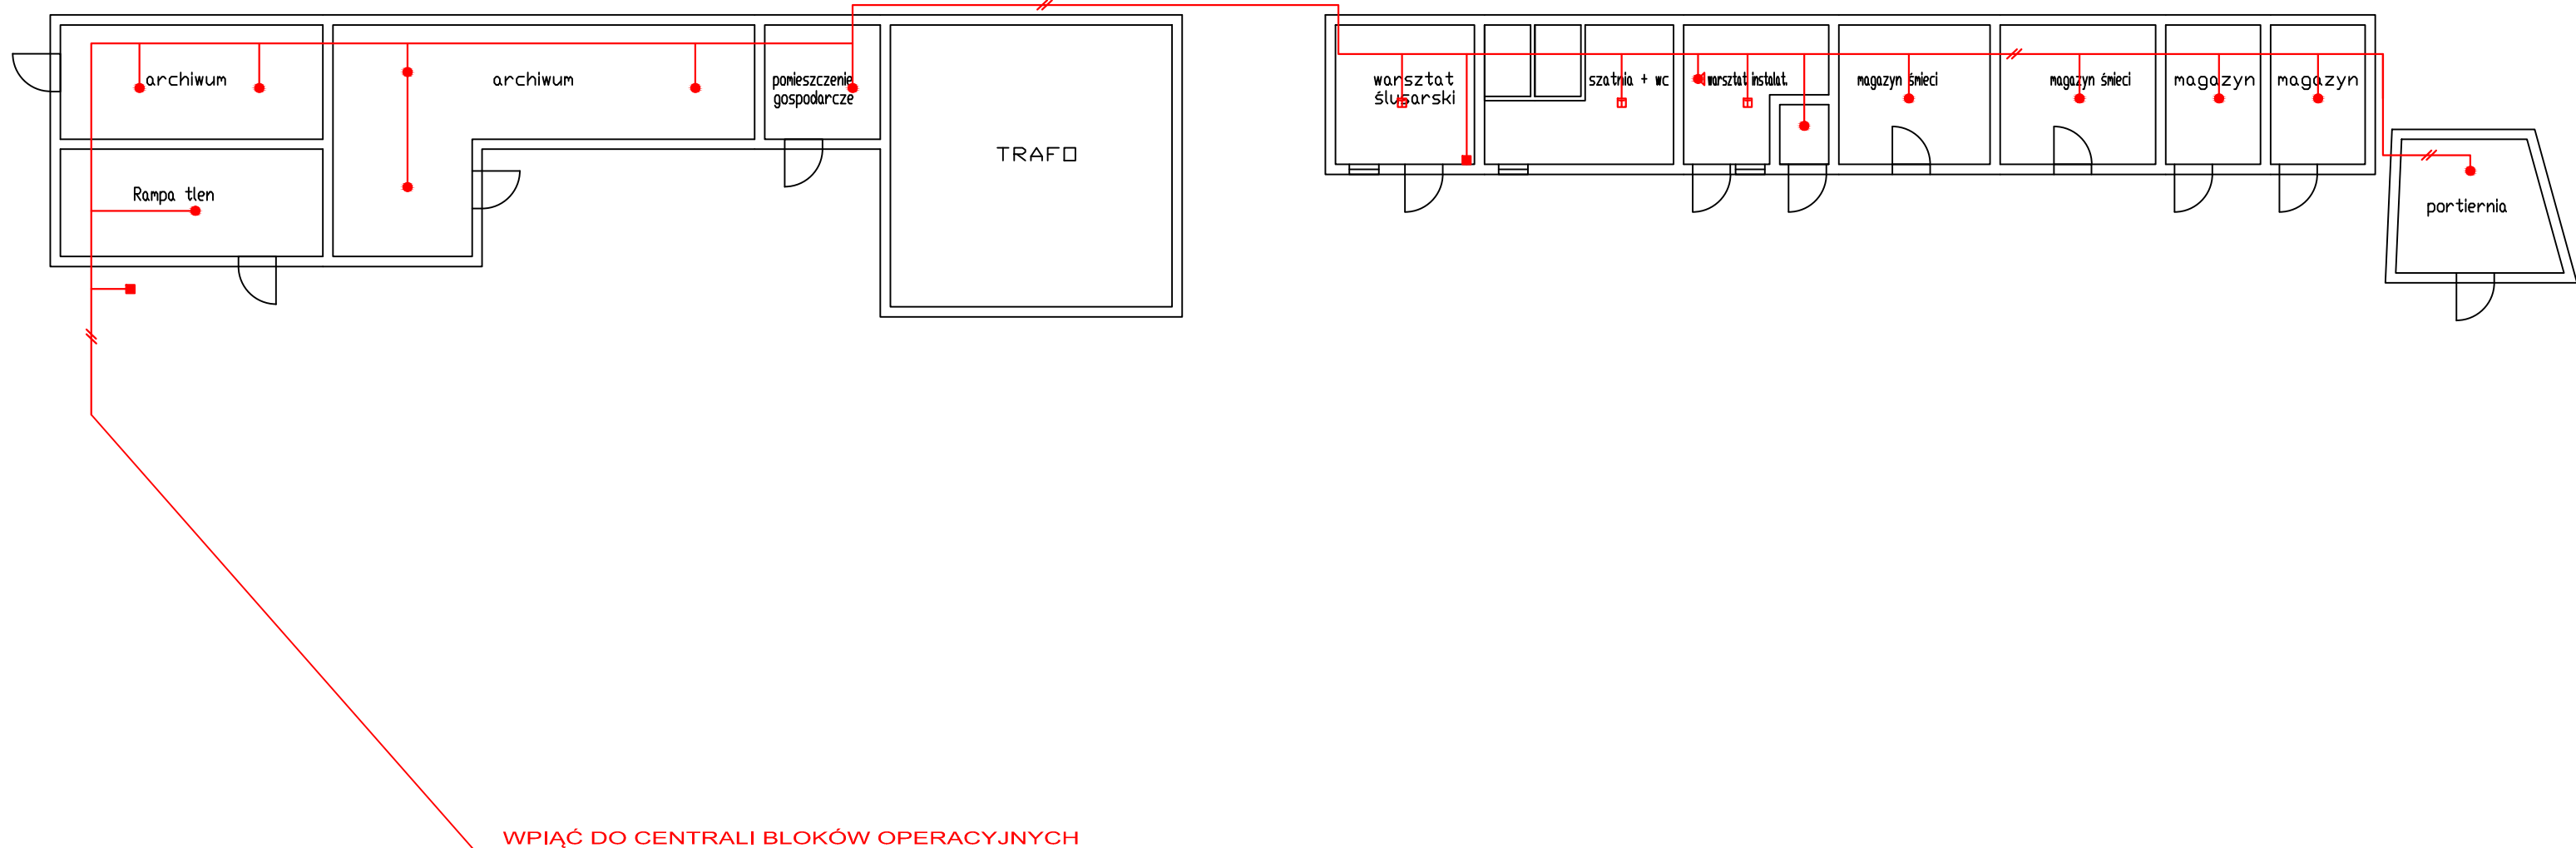 archiwum
archiwum
pomieszczenie
gospodarcze
Rampa tlen
TRAFO
warsztat
ślusarski
szatnia + wc
warsztat instalat.
magazyn śmieci
magazyn śmieci
magazyn
magazyn
portiernia
WPIĄĆ DO CENTRALI BLOKÓW OPERACYJNYCH